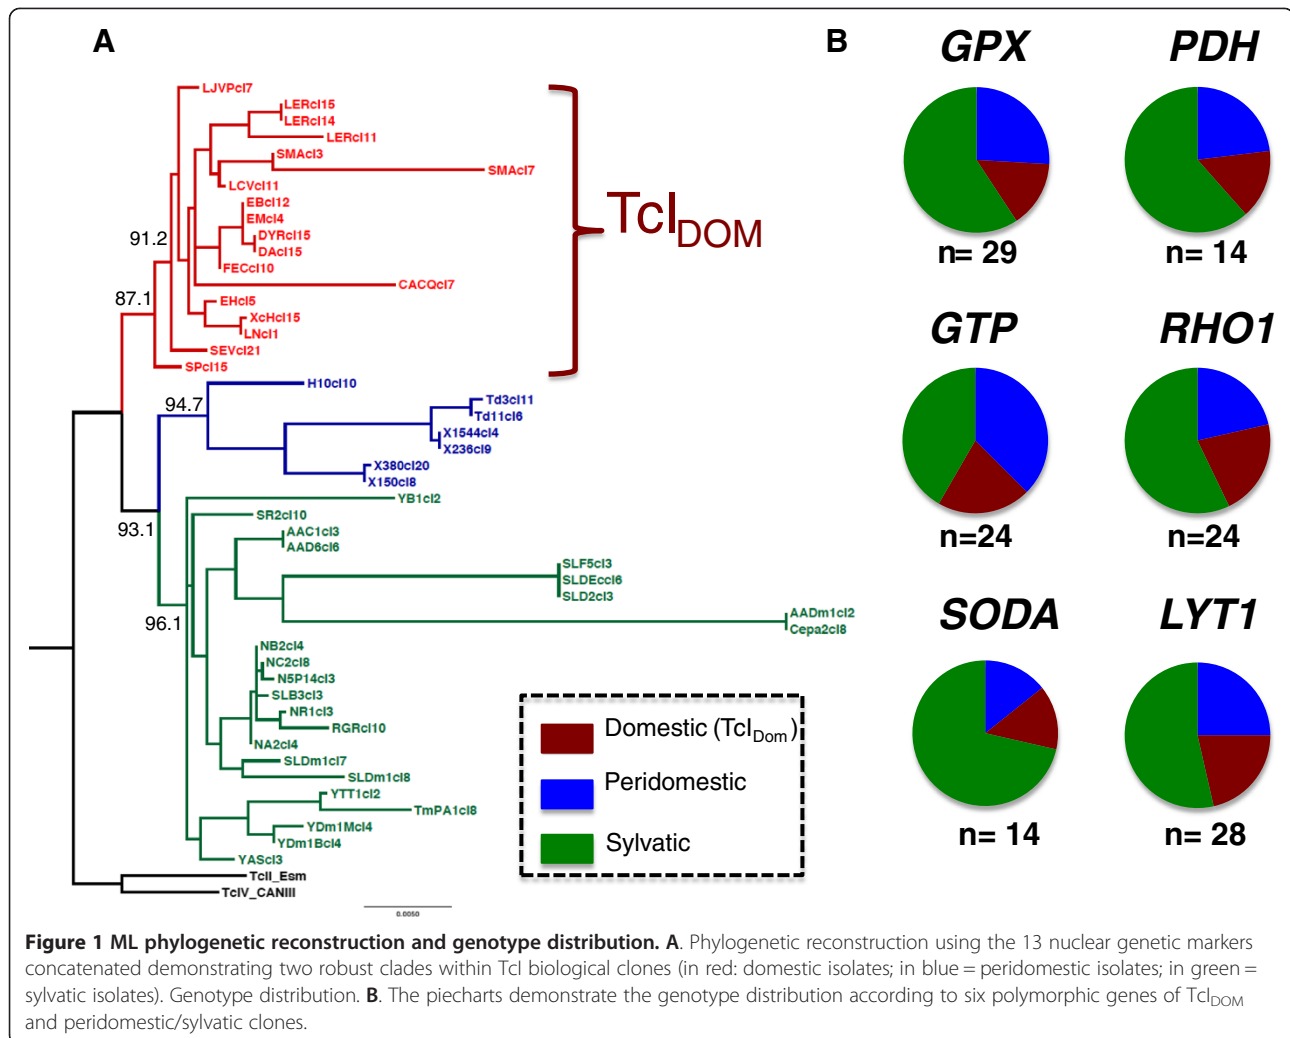 A
B
LJVPcl7
LERcl15
LERcl14
LERcl11
SMAcl3
SMAcl7
LCVcl11
EBcl12
EMcl4
DYRcl15
DAcl15
FECcl10
CACQcl7
EHcl5
XcHcl15
LNcl1
SEVcl21
SPcl15
H10cl10
Td3cl11
Td11cl6
X1544cl4
X236cl9
X380cl20
X150cl8
YB1cl2
SR2cl10
AAC1cl3
AAD6cl6
SLF5cl3
SLDEccl6
SLD2cl3
AADm1cl2
Cepa2cl8
NB2cl4
NC2cl8
N5P14cl3
SLB3cl3
NR1cl3
RGRcl10
NA2cl4
SLDm1cl7
SLDm1cl8
YTT1cl2
TmPA1cl8
YDm1Mcl4
YDm1Bcl4
YAScl3
TcII_Esm
TcIV_CANIII
91.2
87.1
94.7
93.1
96.1
0.0050
TcIDOM
Domestic (TcIDom)
Peridomestic
Sylvatic
GPX
PDH
n= 29
n= 14
GTP
RHO1
n=24
n=24
SODA
LYT1
n= 14
n= 28
Figure 1 ML phylogenetic reconstruction and genotype distribution. A. Phylogenetic reconstruction using the 13 nuclear genetic markers
concatenated demonstrating two robust clades within TcI biological clones (in red: domestic isolates; in blue = peridomestic isolates; in green =
sylvatic isolates). Genotype distribution. B. The piecharts demonstrate the genotype distribution according to six polymorphic genes of TcIDOM
and peridomestic/sylvatic clones.